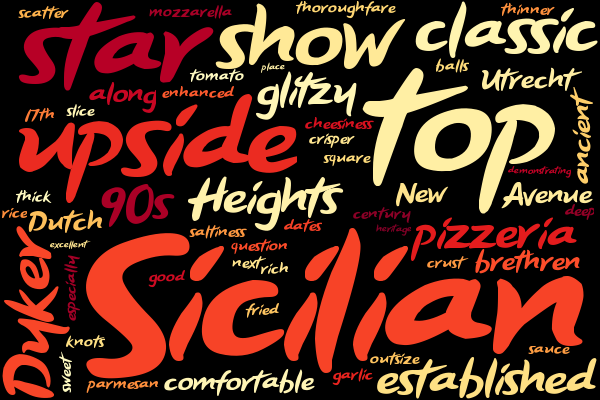 scatter
mozzarella
thoroughfare
thinner
star
show
classic
tomato
place
balls
along
enhanced
glitzy
Utrecht
17th
slice
cheesiness
top
ancient
upside
crisper
square
demonstrating
thick
90s
Heights
New
Avenue
rice
Dutch
century
deep
saltiness
dates
heritage
pizzeria
excellent
question
Dyker
especially
good
next
rich
crust
brethren
Sicilian
fried
knots
sauce
sweet
outsize
parmesan
comfortable
garlic
established